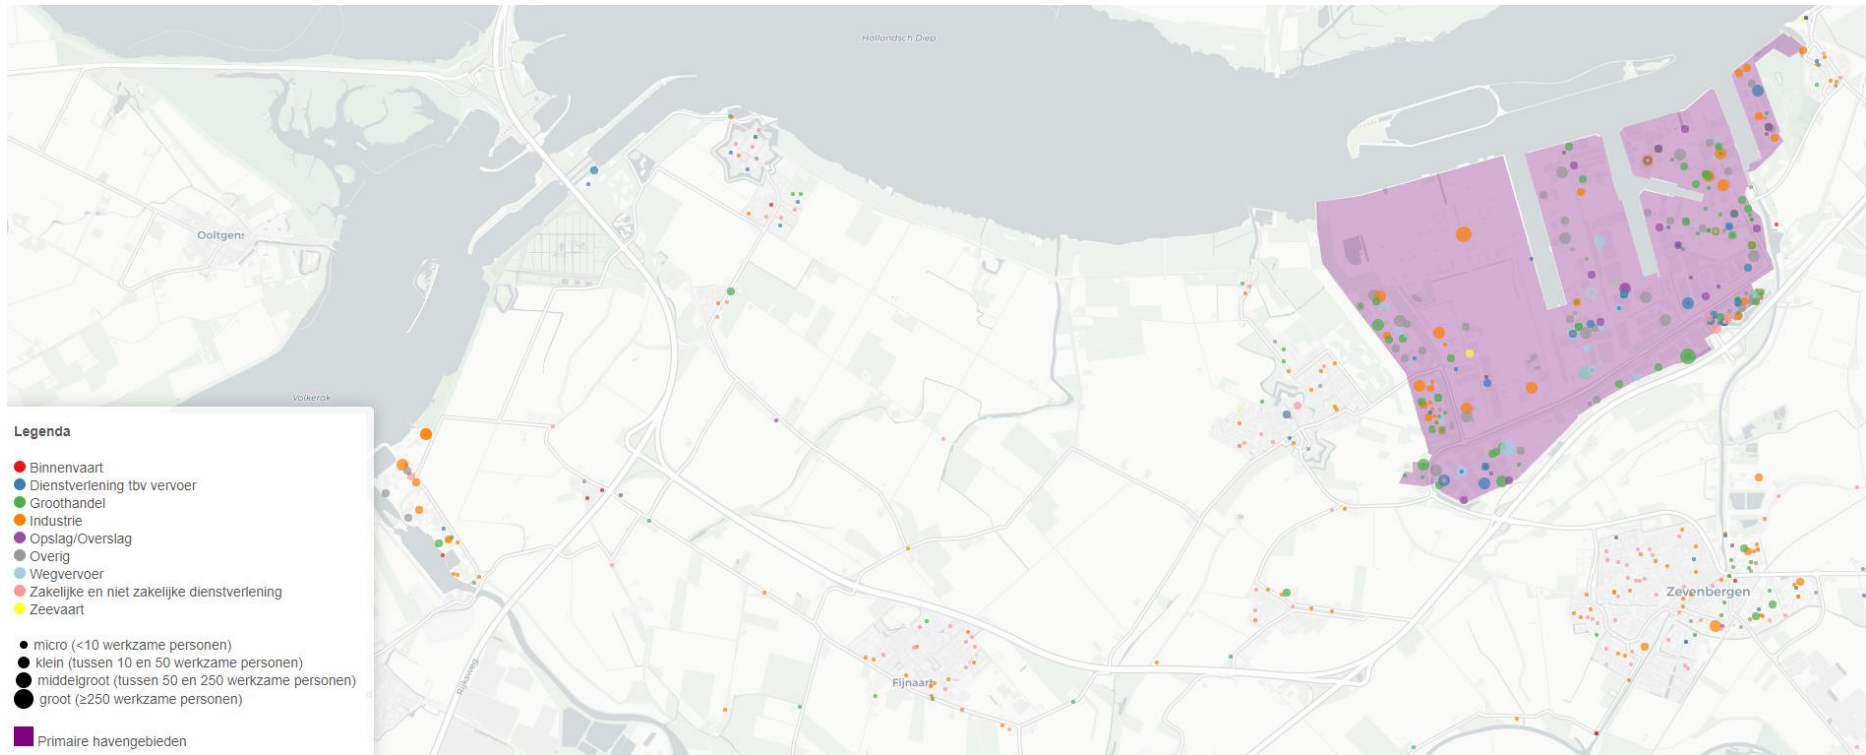 Hollandsch Diep
Ooltgens
Volkerak
Legenda
Binnenvaart
Dienstverlening tbv vervoer
Groothandel
Industrie
Opslag/Overslag
Overig
Wegvervoer
Zakelijke en niet zakelijke dienstverlening
Zeevaart
micro (<10 werkzame personen)
klein (tussen 10 en 50 werkzame personen)
middelgroot (tussen 50 en 250 werkzame personen)
groot (≥250 werkzame personen)
Primaire havengebieden
Rijksweg
Fijnaart
Zevenbergen